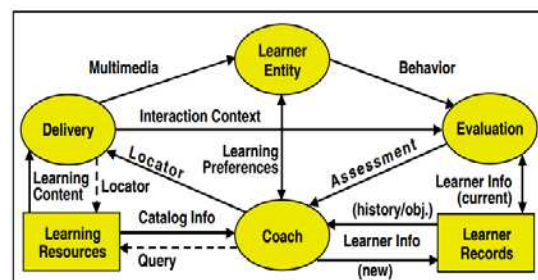 Learner
Entity
Multimedia
Behavior
Delivery
Interaction Context
Evaluation
Learning
Preferences
Locator
Assessment
Learning
Content
Locator
Learner Info
(current)
Catalog Info
(history/obj.)
Learning
Resources
Coach
Learner Info
Learner
Records
Query
(new)